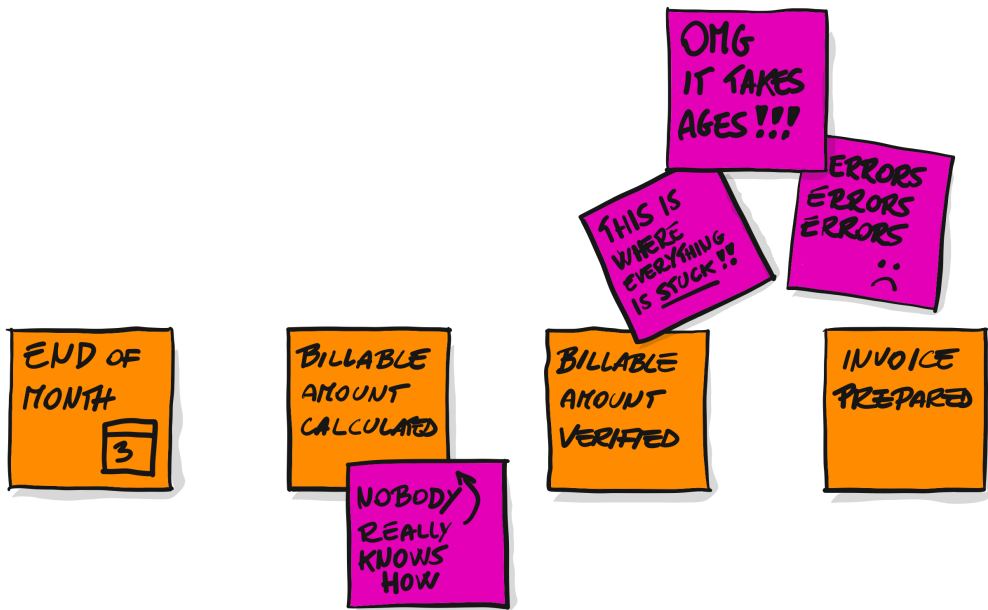 OMG
IT TAKES
AGES!!!
ERRORS
ERRORS
ERRORS
THIS IS
WHERE
EVERYTHING
IS STUCK!!
END OF
MONTH
3
BILLABLE
AMOUNT
CALCULATED
NOBODY
REALLY
KNOWS
HOW
BILLABLE
AMOUNT
VERIFIED
INVOICE
PREPARED